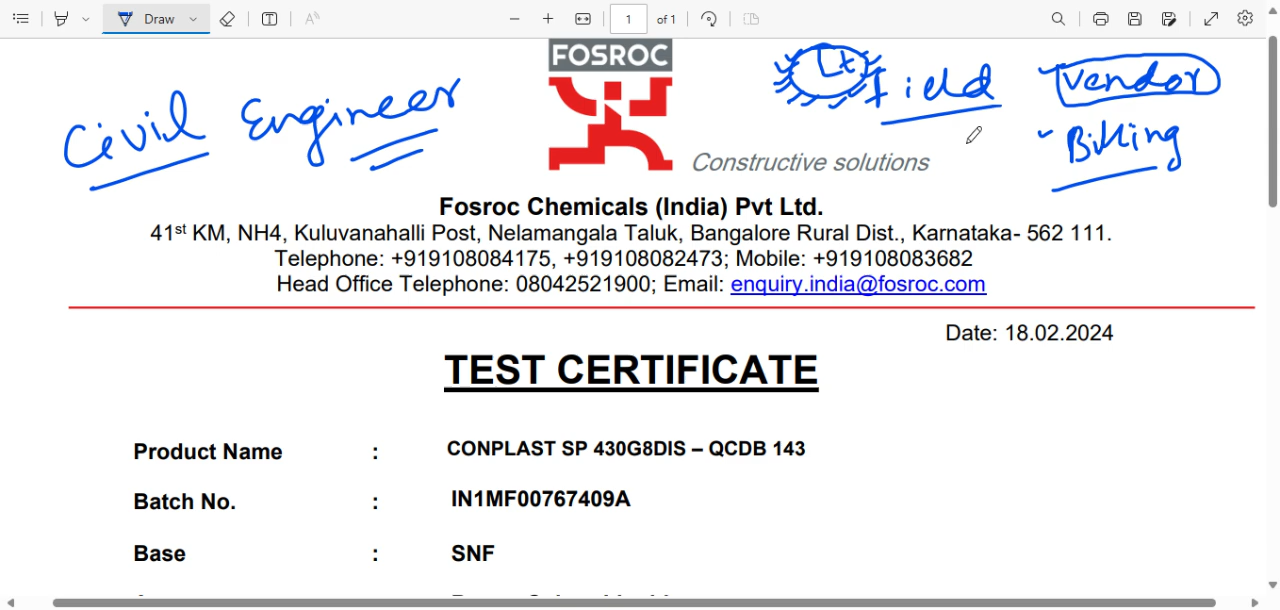 Draw
1 of 1
FOSROC
Lt
field
vendor
Civil Engineer
Billing
Constructive solutions
Fosroc Chemicals (India) Pvt Ltd.
41st KM, NH4, Kuluvanahalli Post, Nelamangala Taluk, Bangalore Rural Dist., Karnataka- 562 111.
Telephone: +919108084175, +919108082473; Mobile: +919108083682
Head Office Telephone: 08042521900; Email: enquiry.india@fosroc.com
Date: 18.02.2024
TEST CERTIFICATE
Product Name : CONPLAST SP 430G8DIS – QCDB 143
Batch No. : IN1MF00767409A
Base : SNF